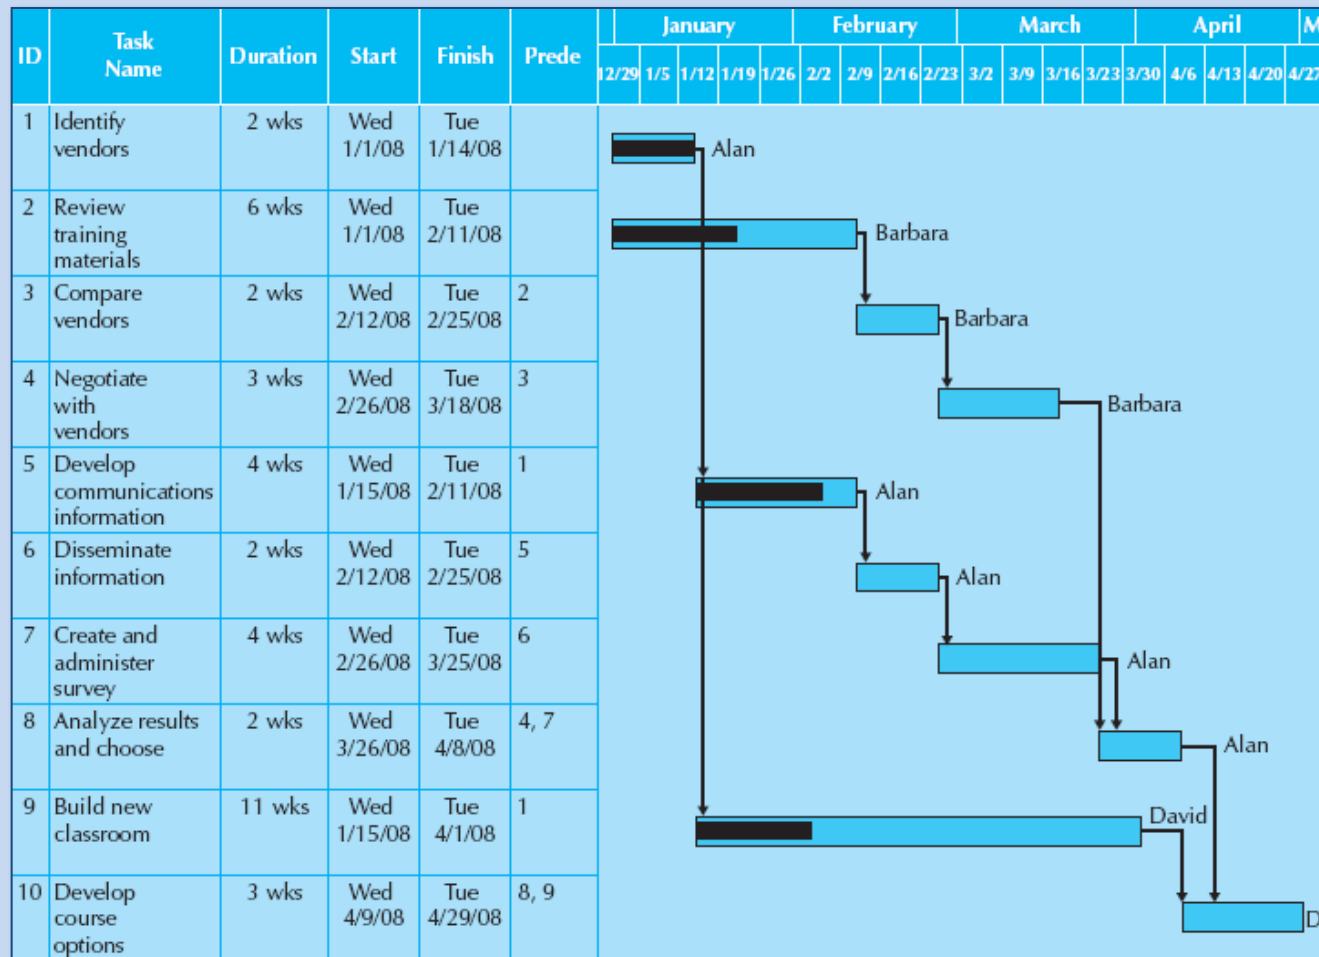 January February March April M
ID Task Name Duration Start Finish Prede
12/29 1/5 1/12 1/19 1/26 2/2 2/9 2/16 2/23 3/2 3/9 3/16 3/23 3/30 4/6 4/13 4/20 4/27
1 Identify 2 wks Wed Tue
vendors 1/1/08 1/14/08
Alan
2 Review 6 wks Wed Tue
training 1/1/08 2/11/08
materials
Barbara
3 Compare 2 wks Wed Tue 2
vendors 2/12/08 2/25/08
Barbara
4 Negotiate 3 wks Wed Tue 3
with 2/26/08 3/18/08
vendors
Barbara
5 Develop 4 wks Wed Tue 1
communications 1/15/08 2/11/08
information
Alan
6 Disseminate 2 wks Wed Tue 5
information 2/12/08 2/25/08
Alan
7 Create and 4 wks Wed Tue 6
administer 2/26/08 3/25/08
survey
Alan
8 Analyze results 2 wks Wed Tue 4, 7
and choose 3/26/08 4/8/08
Alan
9 Build new 11 wks Wed Tue 1
classroom 1/15/08 4/1/08
David
10 Develop 3 wks Wed Tue 8, 9
course 4/9/08 4/29/08
options
D